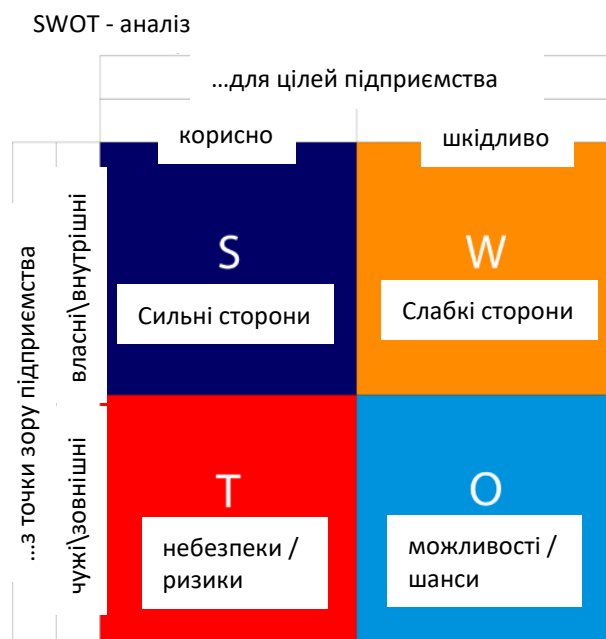 SWOT - аналіз
...для цілей підприємства
корисно
шкідливо
...з точки зору підприємства
власні\внутрішні
S
Сильні сторони
W
Слабкі сторони
чужі\зовнішні
T
небезпеки /
ризики
O
можливості /
шанси